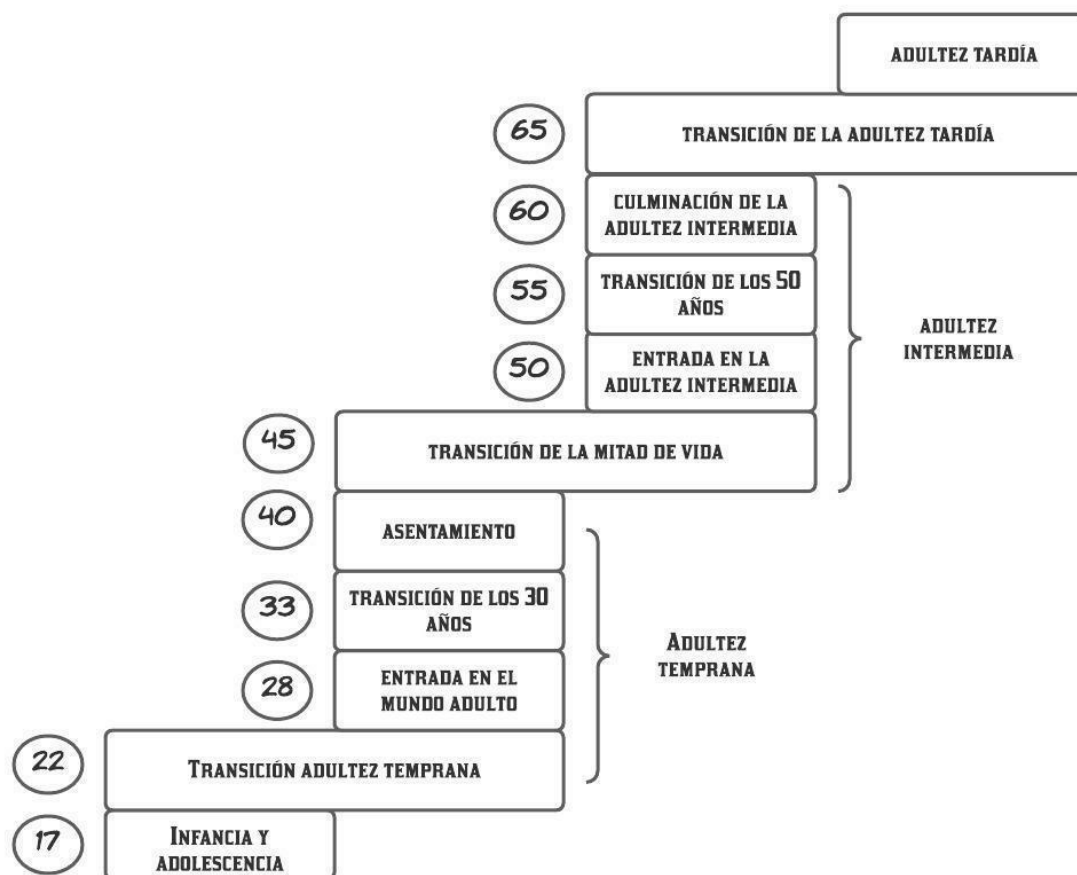 ADULTEZ TARDÍA
65
TRANSICIÓN DE LA ADULTEZ TARDÍA
60
CULMINACIÓN DE LA
ADULTEZ INTERMEDIA
55
TRANSICIÓN DE LOS 50
AÑOS
50
ENTRADA EN LA
ADULTEZ INTERMEDIA
ADULTEZ
INTERMEDIA
45
TRANSICIÓN DE LA MITAD DE VIDA
40
ASENTAMIENTO
33
TRANSICIÓN DE LOS 30
AÑOS
28
ENTRADA EN EL
MUNDO ADULTO
ADULTEZ
TEMPRANA
22
TRANSICIÓN ADULTEZ TEMPRANA
17
INFANCIA Y
ADOLESCENCIA